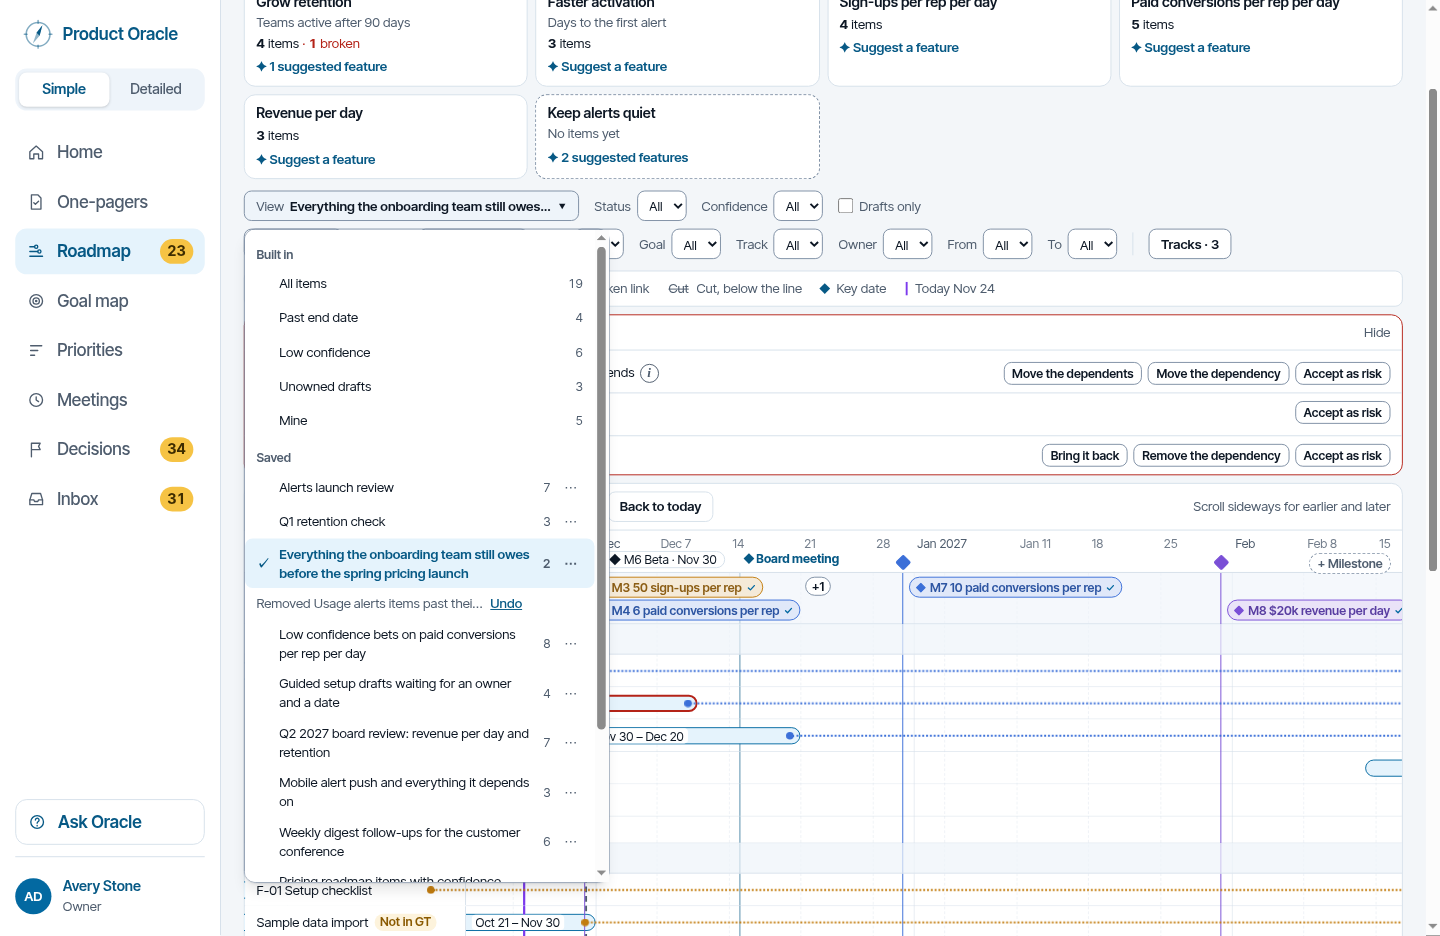 Product Oracle
Simple
Detailed
Home
One-pagers
Roadmap 23
Goal map
Priorities
Meetings
Decisions 34
Inbox 31
Ask Oracle
AD
Avery Stone
Owner
Grow retention
Teams active after 90 days
4 items · 1 broken
✦ 1 suggested feature
Faster activation
Days to the first alert
3 items
✦ Suggest a feature
Sign-ups per rep per day
4 items
✦ Suggest a feature
Paid conversions per rep per day
5 items
✦ Suggest a feature
Revenue per day
3 items
✦ Suggest a feature
Keep alerts quiet
No items yet
✦ 2 suggested features
View Everything the onboarding team still owes... ▼
Status All
Confidence All
Drafts only
Goal All
Track All
Owner All
From All
To All
Tracks · 3
Built in
All items 19
Past end date 4
Low confidence 6
Unowned drafts 3
Mine 5
Saved
Alerts launch review 7 ···
Q1 retention check 3 ···
✓ Everything the onboarding team still owes
before the spring pricing launch 2 ···
Removed Usage alerts items past thei... Undo
Low confidence bets on paid conversions
per rep per day 8 ···
Guided setup drafts waiting for an owner
and a date 4 ···
Q2 2027 board review: revenue per day and
retention 7 ···
Mobile alert push and everything it depends
on 3 ···
Weekly digest follow-ups for the customer
conference 6 ···
Pricing roadmap items with confidence
ken link
Cut Cut, below the line
Key date
Today Nov 24
Hide
ends i
Move the dependents
Move the dependency
Accept as risk
Accept as risk
Bring it back
Remove the dependency
Accept as risk
Back to today
Scroll sideways for earlier and later
ec
Dec 7
14
21
28
Jan 2027
Jan 11
18
25
Feb
Feb 8
15
M6 Beta · Nov 30
Board meeting
+ Milestone
M3 50 sign-ups per rep ✓
+1
M7 10 paid conversions per rep ✓
M4 6 paid conversions per rep ✓
M8 $20k revenue per day ✓
v 30 – Dec 20
F-01 Setup checklist
Sample data import Not in GT
Oct 21 – Nov 30